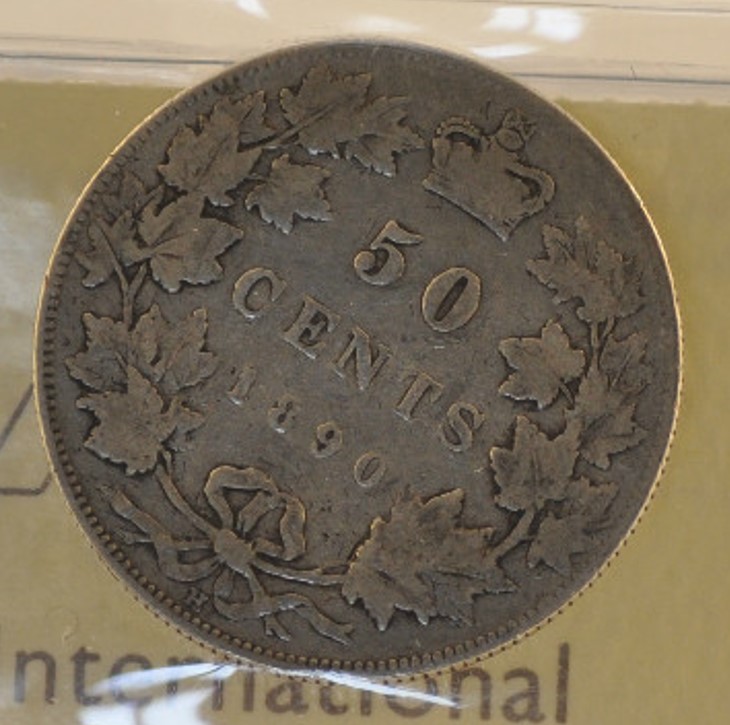 50
CENTS
1890
H
International